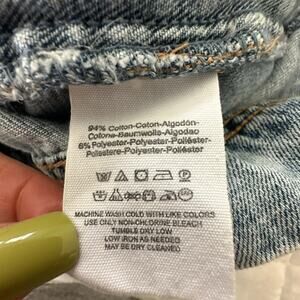 94% Cotton-Coton-Algodón-
Cotone-Baumwolle-Algodao
6% Polyester-Polyester-Poliéster-
Poliestere-Polyester-Poliéster
MACHINE WASH COLD WITH LIKE COLORS
USE ONLY NON-CHLORINE BLEACH
TUMBLE DRY LOW
LOW IRON AS NEEDED
MAY BE DRY CLEANED